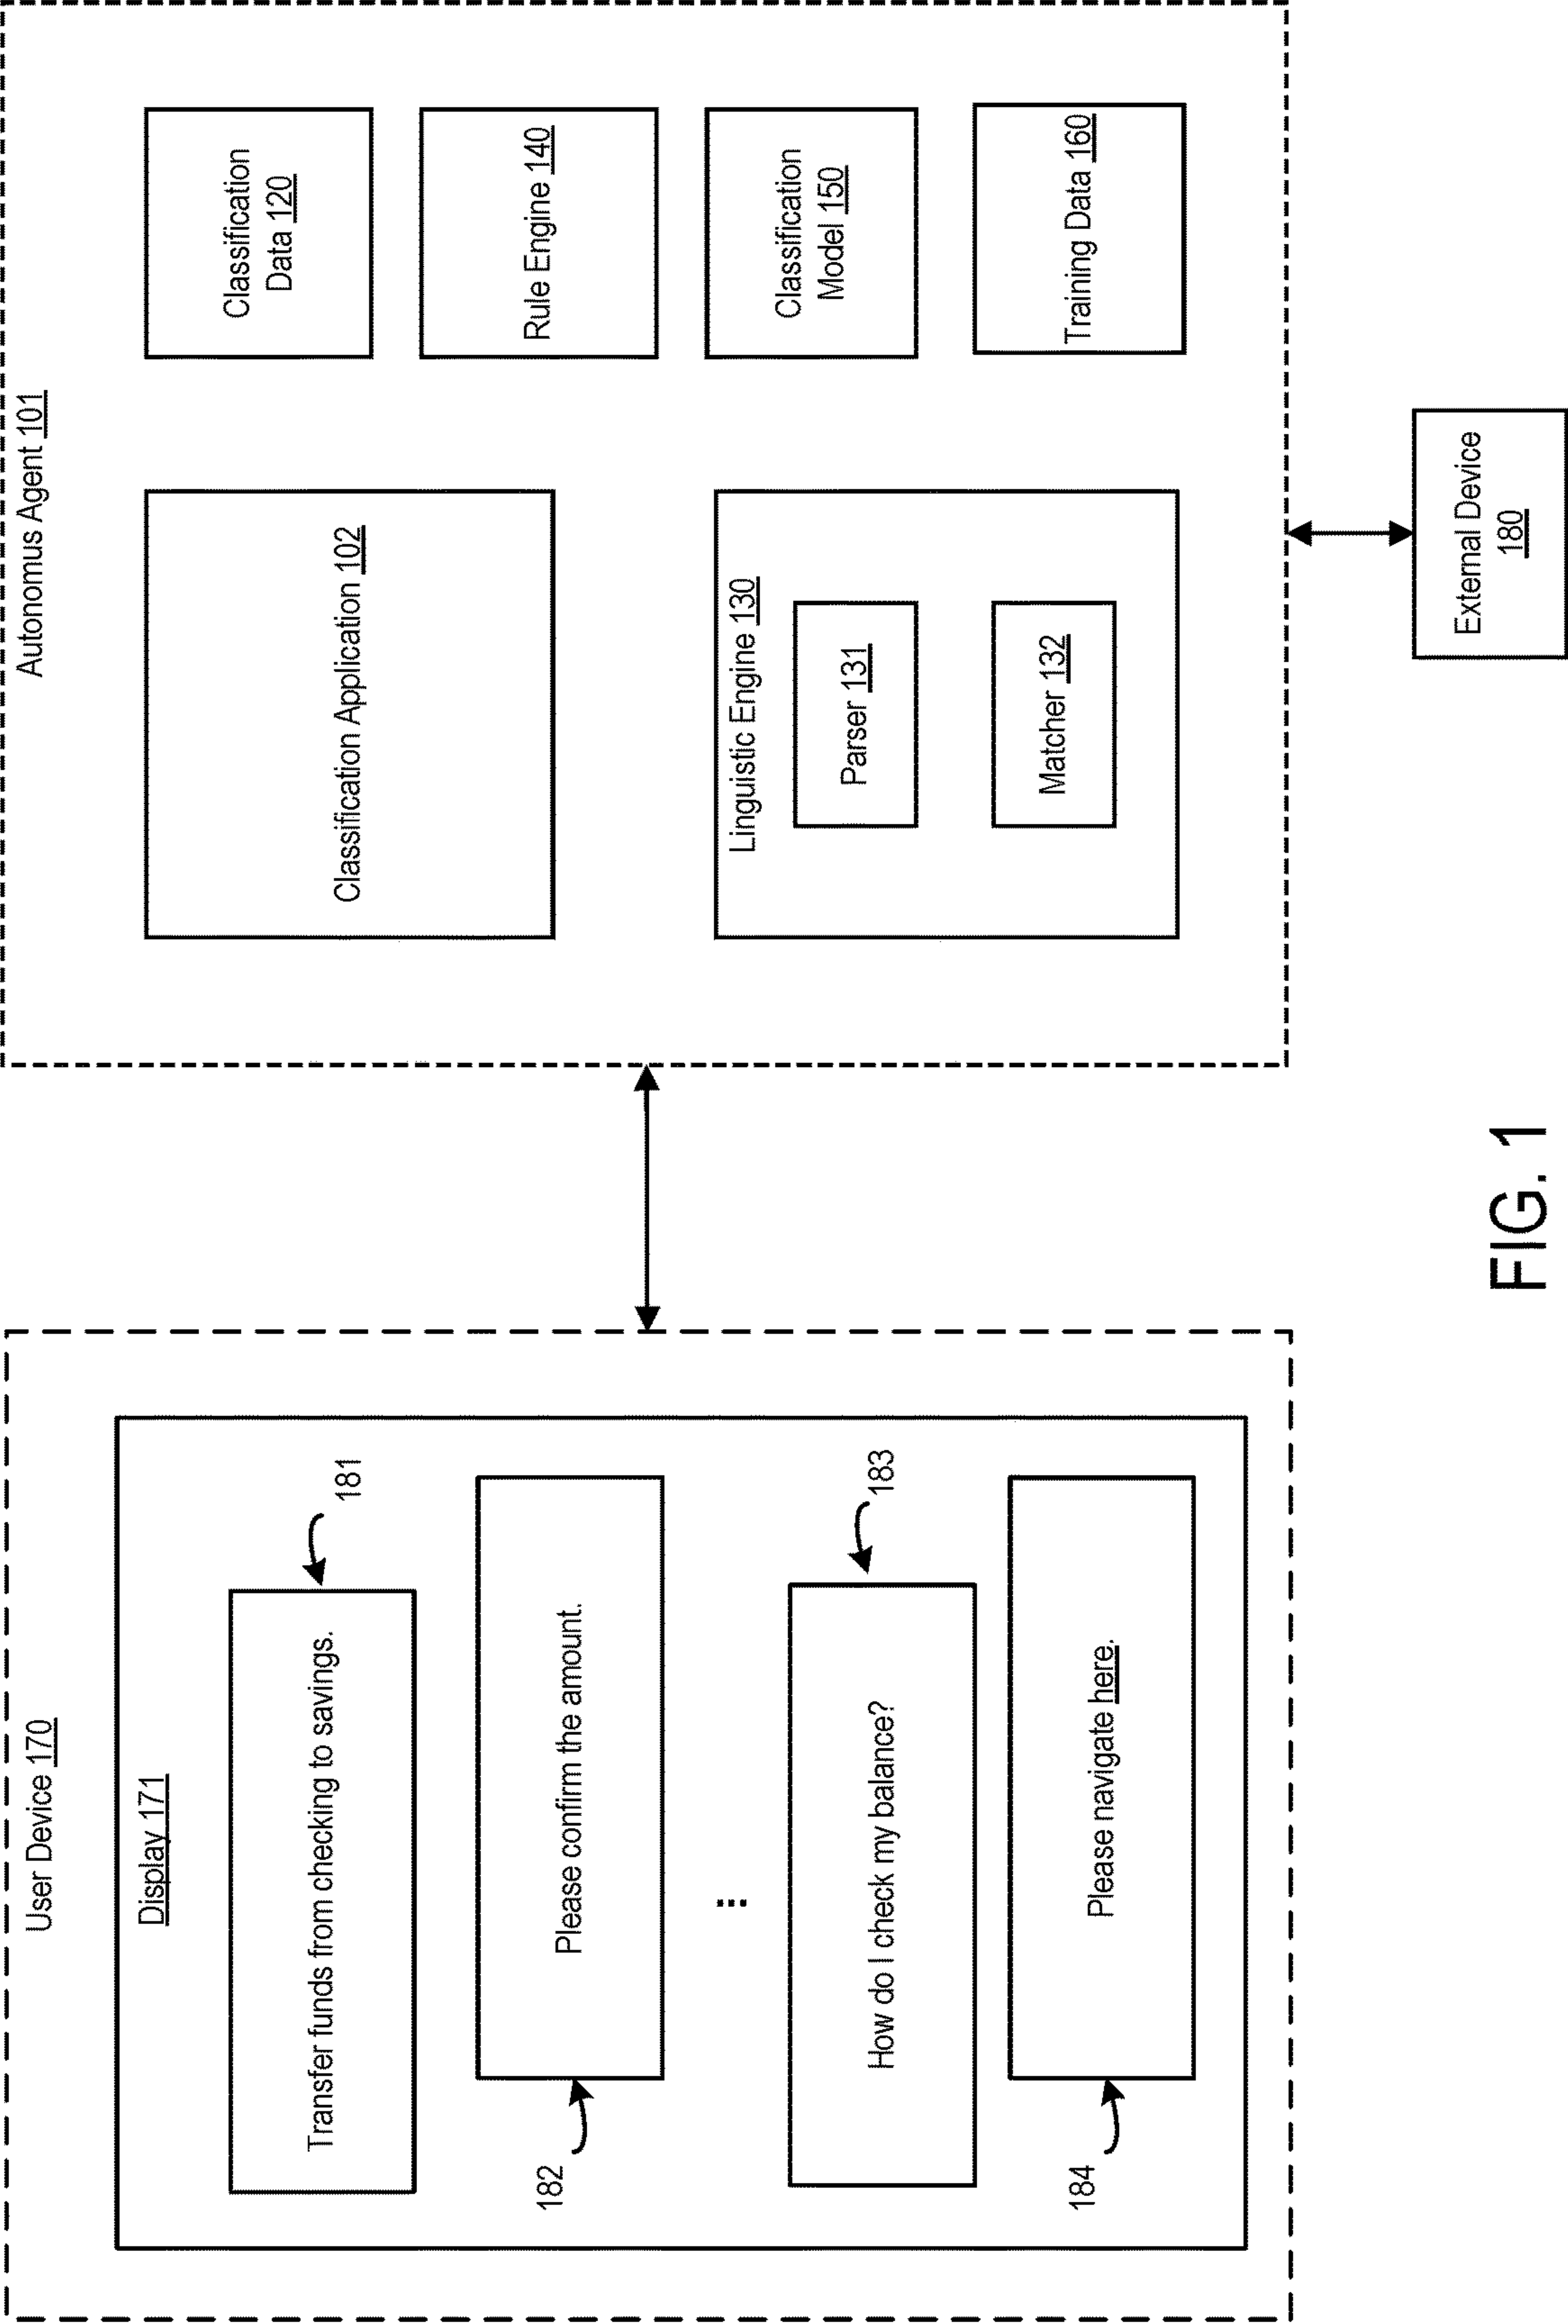 User Device 170
Display 171
Transfer funds from checking to savings.
181
Please confirm the amount.
182
...
How do I check my balance?
183
Please navigate here.
184
Autonomus Agent 101
Classification Application 102
Linguistic Engine 130
Parser 131
Matcher 132
Classification
Data 120
Rule Engine 140
Classification
Model 150
Training Data 160
External Device
180
FIG. 1